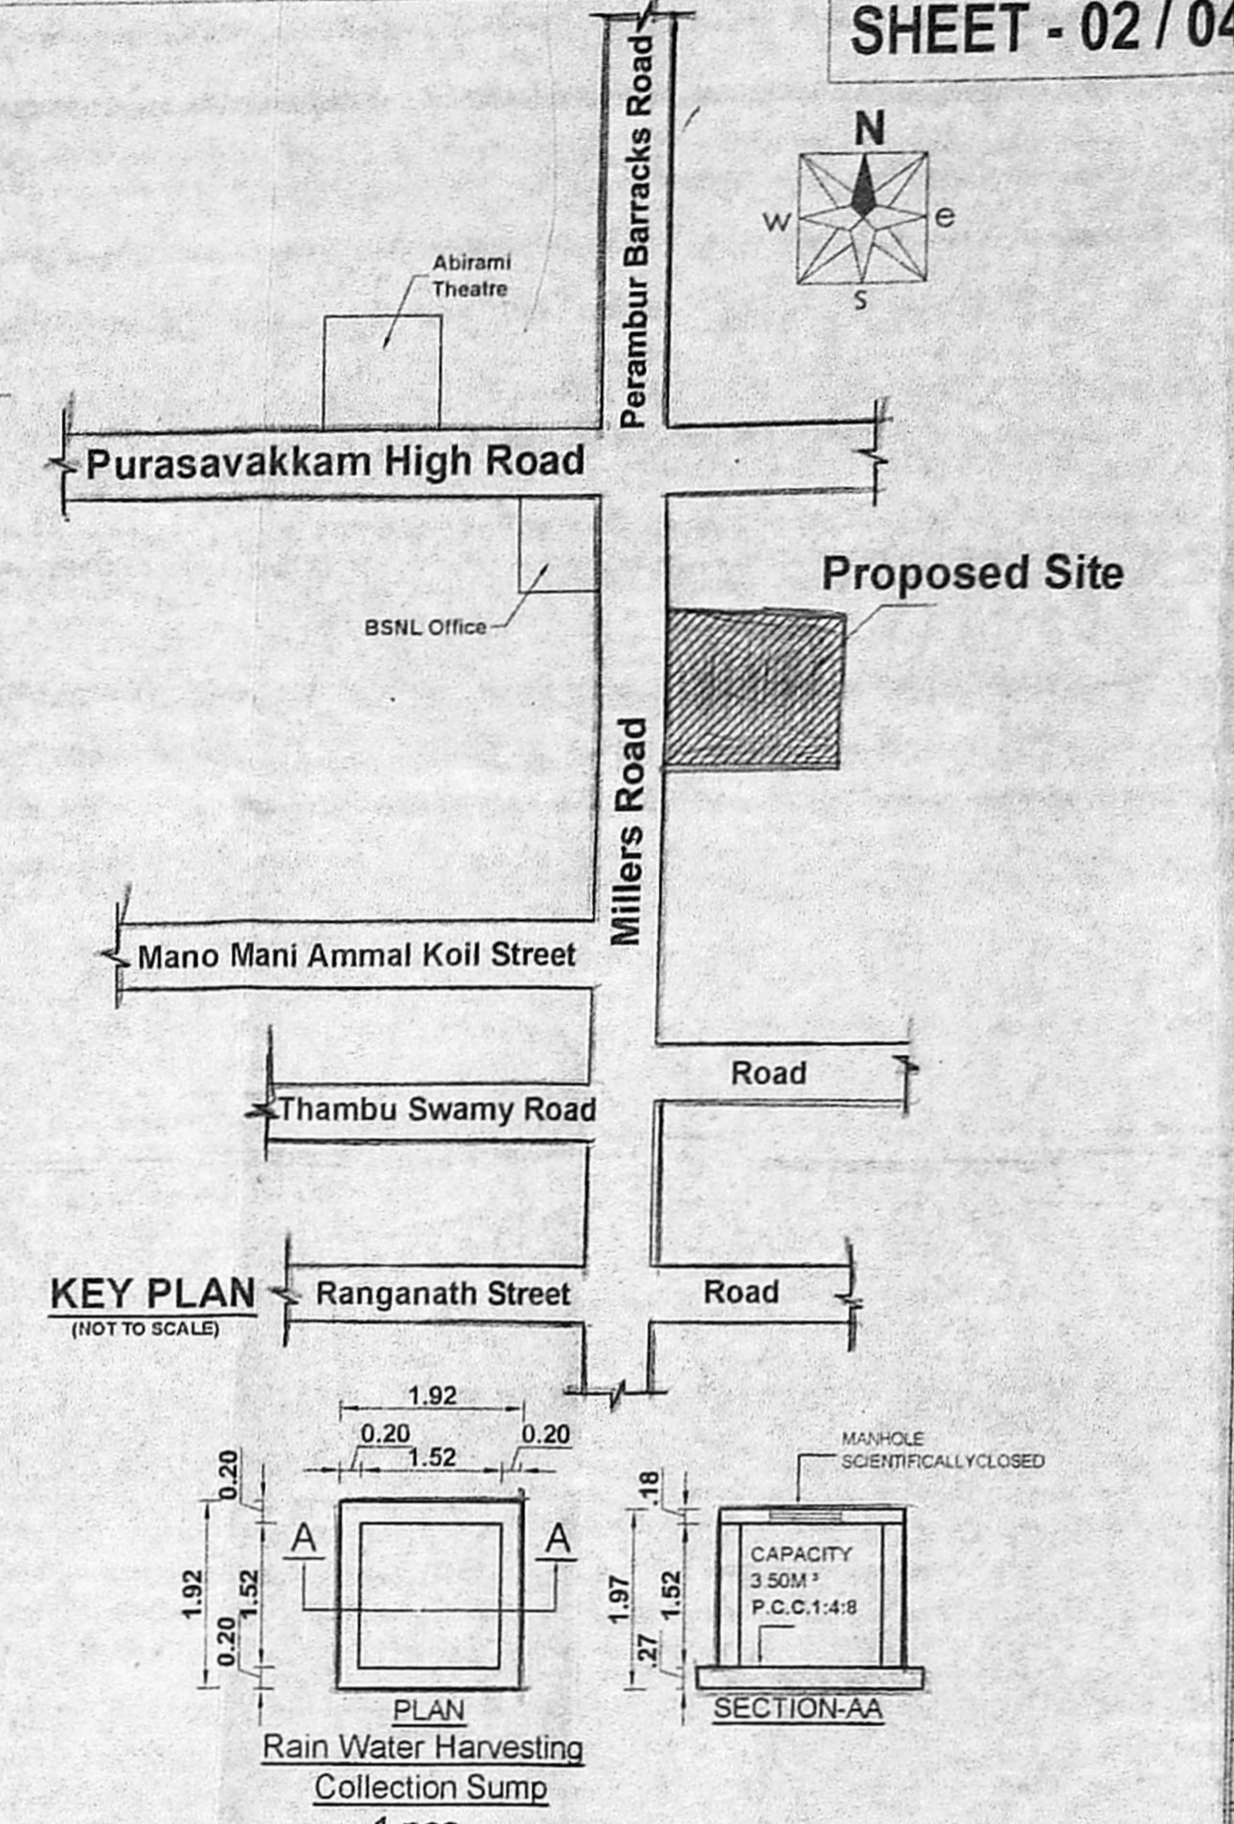 SHEET - 02 / 04
N
w
e
s
Perambur Barracks Road
Abirami
Theatre
Purasavakkam High Road
Proposed Site
BSNL Office
Millers Road
Mano Mani Ammal Koil Street
Road
Thambu Swamy Road
KEY PLAN
(NOT TO SCALE)
Ranganath Street
Road
1.92
0.20
0.20
1.52
0.20
1.92
1.52
0.20
A
A
PLAN
Rain Water Harvesting
Collection Sump
MANHOLE
SCIENTIFICALLYCLOSED
.18
1.97
1.52
.27
CAPACITY
3.50M³
P.C.C.1:4:8
SECTION-AA